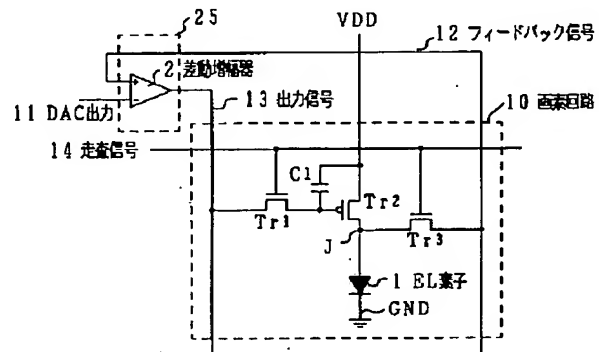 25
VDD
12 フィードバック信号
2 差動増幅器
+
-
11 DAC出力
13 出力信号
10 画素回路
14 走査信号
C1
Tr2
Tr1
Tr3
J
1 EL素子
GND